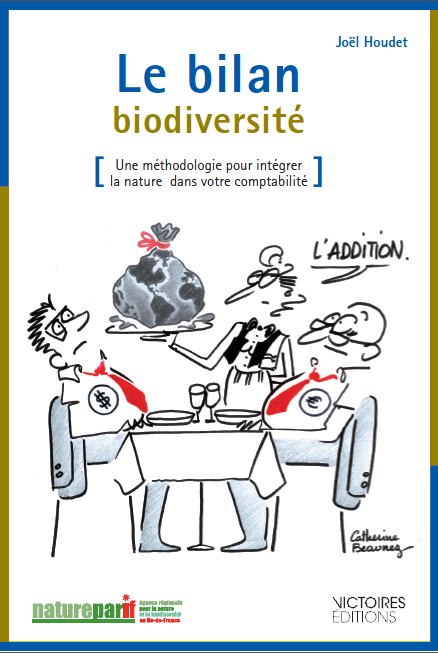 Joël Houdet
Le bilan
biodiversité
[ Une méthodologie pour intégrer
la nature dans votre comptabilité ]
L'ADDITION.
$
€
Catherine
Beaunez
natureparif
Agence régionale
pour la nature
et la biodiversité
en Île-de-France
VICTOIRES
ÉDITIONS